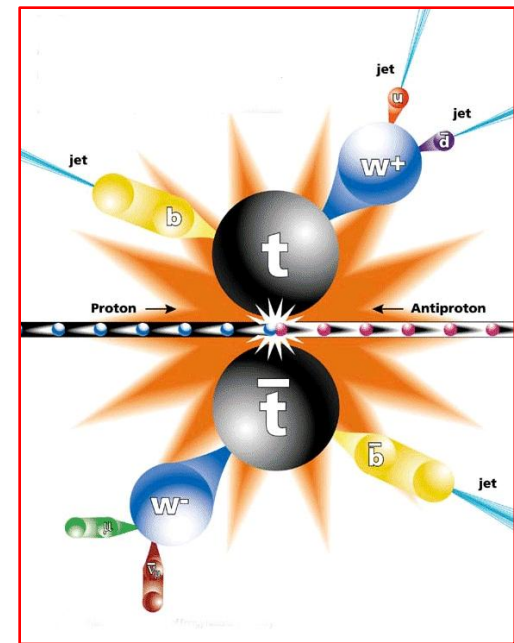 jet
u
jet
d̄
W⁺
jet
b
t
Proton → ← Antiproton
t̄
b̄
W⁻
jet
μ⁻
ν̄μ